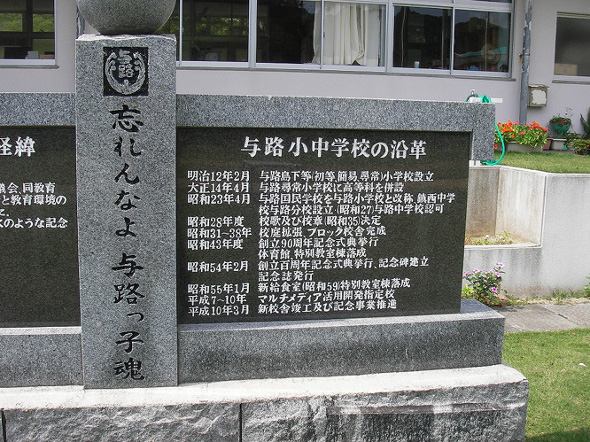 与路
忘れんなよ 与路っ子魂
経緯
議会、同教育
と教育環境の
のような記念
与路小中学校の沿革
明治12年2月 与路島下等(初等、簡易、尋常)小学校設立
大正14年4月 与路尋常小学校に高等科を併設
昭和23年4月 与路国民学校を与路小学校と改称、鎮西中学
校与路分校設立(昭和27)与路中学校認可
昭和28年度 校歌及び校章(昭和35)決定
昭和31~38年 校庭拡張、ブロック校舎完成
昭和43年度 創立90周年記念式典挙行
体育館、特別教室棟落成
昭和54年2月 創立百周年記念式典挙行、記念碑建立
記念誌発行
昭和55年1月 新給食室(昭和59)特別教室棟落成
平成7~10年 マルチメディア活用開発指定校
平成10年3月 新校舎竣工及び記念事業推進